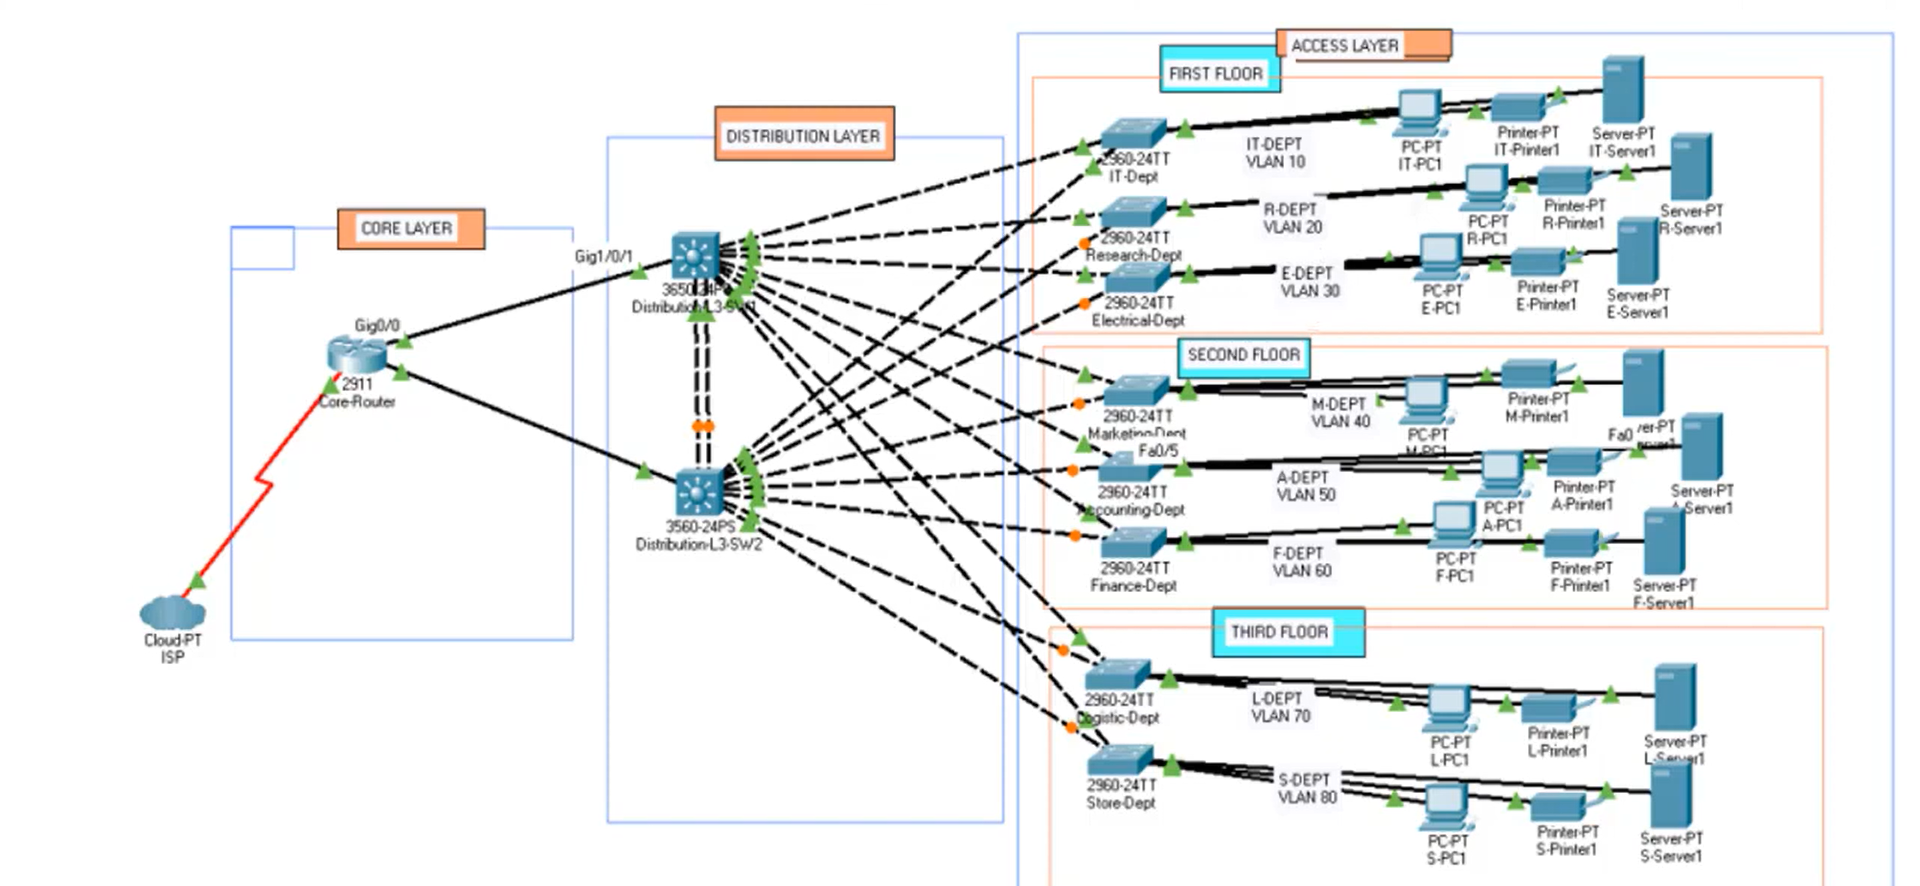 ACCESS LAYER
FIRST FLOOR
DISTRIBUTION LAYER
CORE LAYER
2960-24TT
IT-Dept
IT-DEPT
VLAN 10
PC-PT
IT-PC1
Printer-PT
IT-Printer1
Server-PT
IT-Server1
2960-24TT
Research-Dept
R-DEPT
VLAN 20
PC-PT
R-PC1
Printer-PT
R-Printer1
Server-PT
R-Server1
2960-24TT
Electrical-Dept
E-DEPT
VLAN 30
PC-PT
E-PC1
Printer-PT
E-Printer1
Server-PT
E-Server1
Gig1/0/1
3650-24PS
Distribution-L3-SW1
Gig0/0
2911
Core-Router
SECOND FLOOR
2960-24TT
Marketing-Dept
M-DEPT
VLAN 40
PC-PT
M-PC1
Printer-PT
M-Printer1
Fa0/5
Fa0
2960-24TT
Accounting-Dept
A-DEPT
VLAN 50
PC-PT
A-PC1
Printer-PT
A-Printer1
Server-PT
A-Server1
3560-24PS
Distribution-L3-SW2
2960-24TT
Finance-Dept
F-DEPT
VLAN 60
PC-PT
F-PC1
Printer-PT
F-Printer1
Server-PT
F-Server1
Cloud-PT
ISP
THIRD FLOOR
2960-24TT
Logistic-Dept
L-DEPT
VLAN 70
PC-PT
L-PC1
Printer-PT
L-Printer1
Server-PT
L-Server1
2960-24TT
Store-Dept
S-DEPT
VLAN 80
PC-PT
S-PC1
Printer-PT
S-Printer1
Server-PT
S-Server1